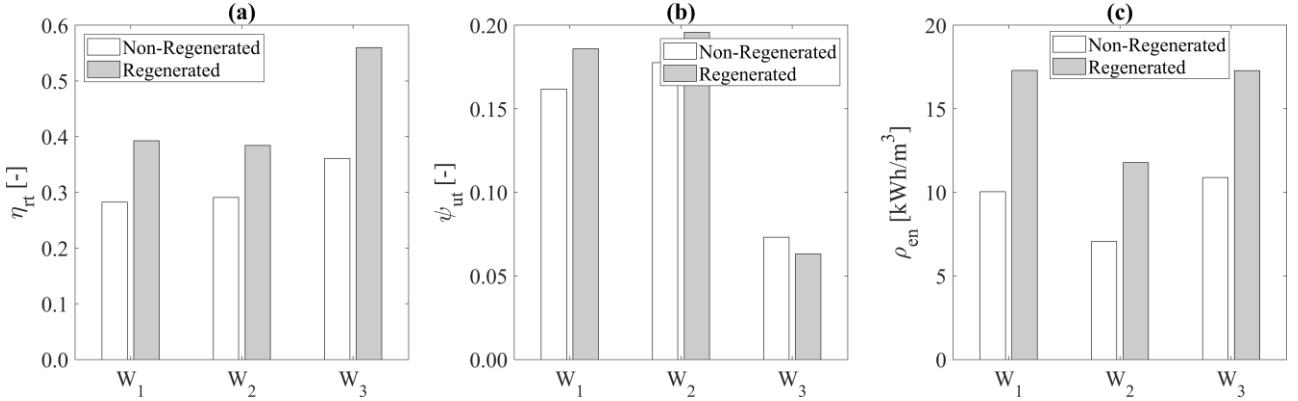 (a)
0.6
0.5
0.4
0.3
0.2
0.1
0.0
η_rt [-]
Non-Regenerated
Regenerated
W_1
W_2
W_3
(b)
0.20
0.15
0.10
0.05
0.00
ψ_ut [-]
Non-Regenerated
Regenerated
W_1
W_2
W_3
(c)
20
15
10
5
0
ρ_en [kWh/m^3]
Non-Regenerated
Regenerated
W_1
W_2
W_3